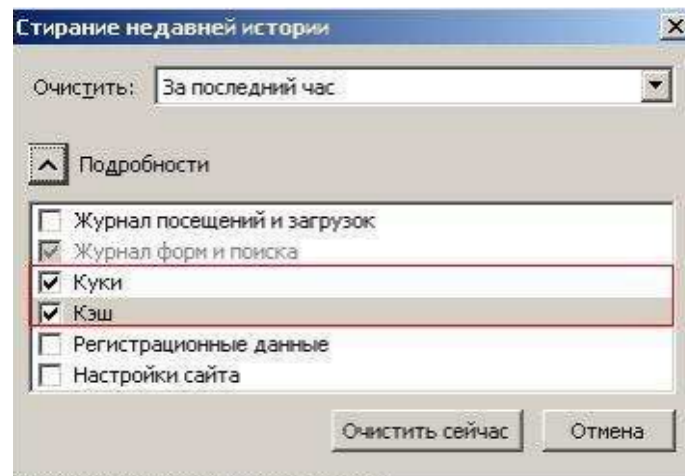 Стирание недавней истории
Очистить: За последний час
Подробности
Журнал посещений и загрузок
Журнал форм и поиска
Куки
Кэш
Регистрационные данные
Настройки сайта
Очистить сейчас Отмена